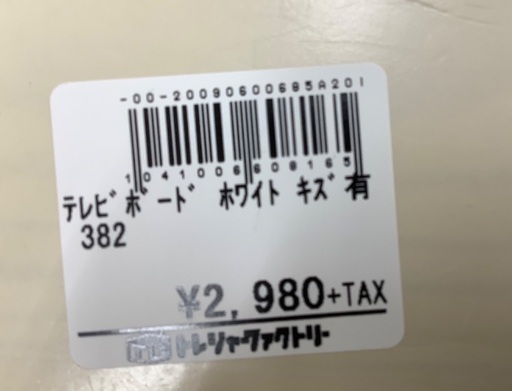 -00-20090600685A201
1041006608165
テレビボード ホワイト キズ有
382
¥2,980+TAX
トレジャーファクトリー